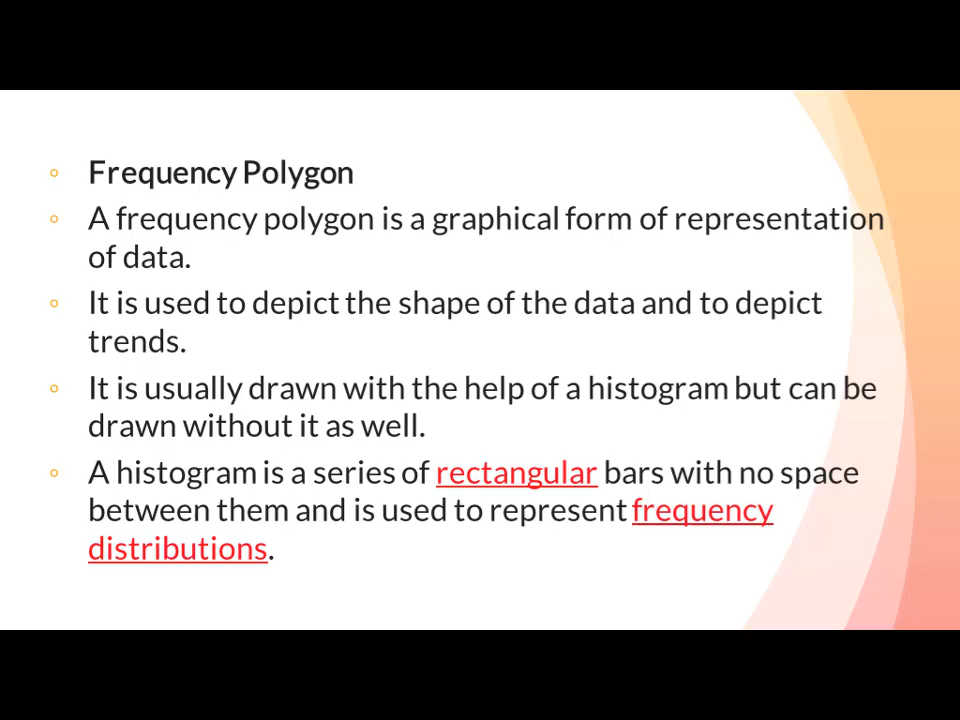 Frequency Polygon
A frequency polygon is a graphical form of representation
of data.
It is used to depict the shape of the data and to depict
trends.
It is usually drawn with the help of a histogram but can be
drawn without it as well.
A histogram is a series of rectangular bars with no space
between them and is used to represent frequency
distributions.